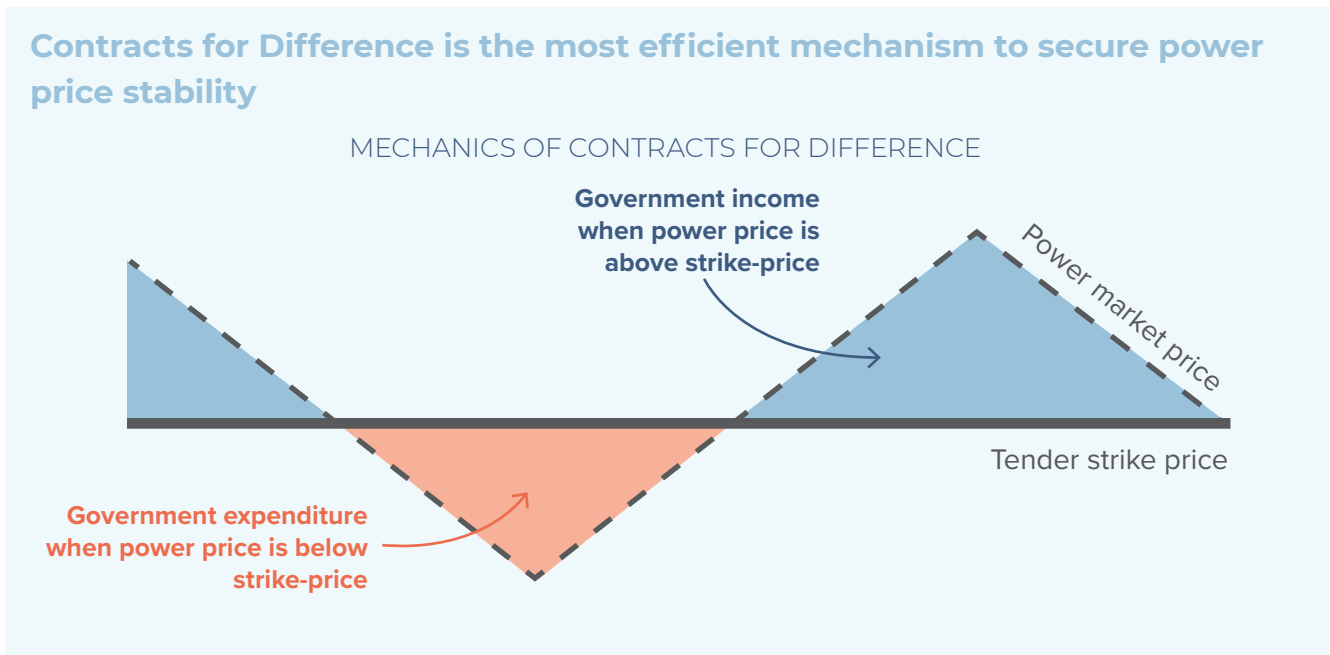 Contracts for Difference is the most efficient mechanism to secure power
price stability
MECHANICS OF CONTRACTS FOR DIFFERENCE
Government income
when power price is
above strike-price
Power market price
Tender strike price
Government expenditure
when power price is below
strike-price